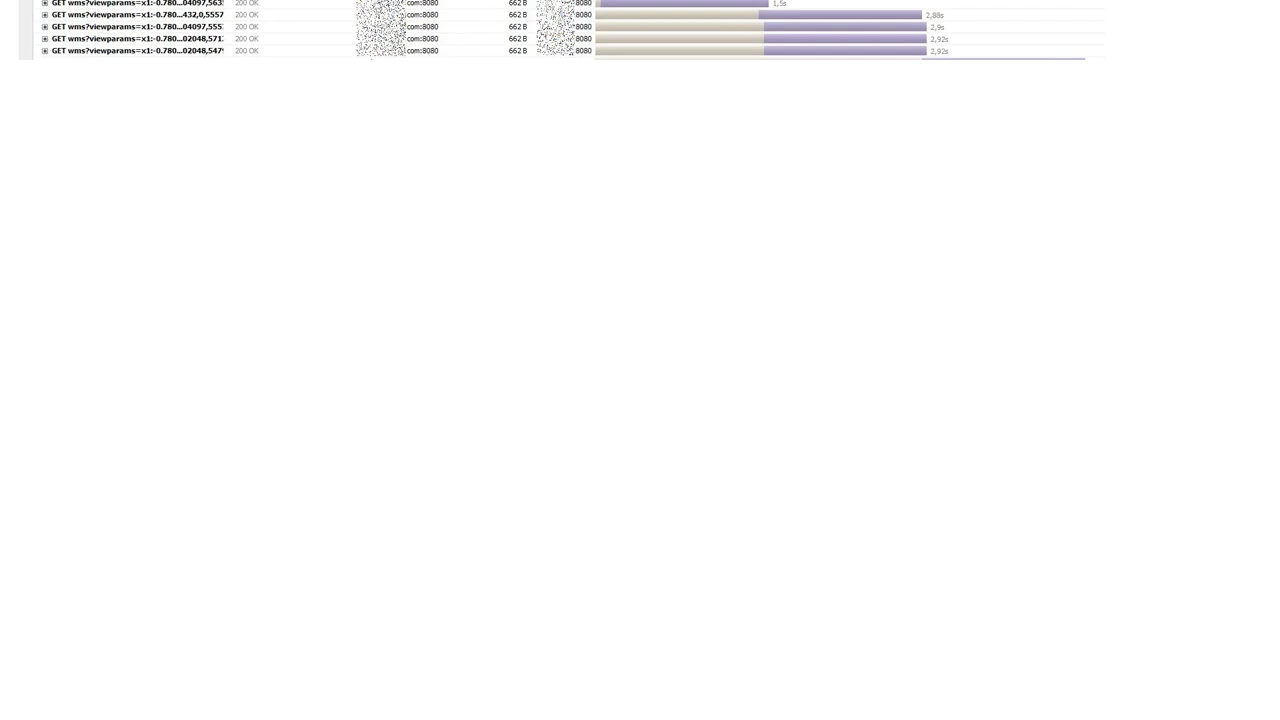 GET wms?viewparams=x1:-0.780...04097,563 200 OK com:8080 662 B 8080 1,5s
GET wms?viewparams=x1:-0.780...432,0,5557 200 OK com:8080 662 B 8080 2,88s
GET wms?viewparams=x1:-0.780...04097,555 200 OK com:8080 662 B 8080 2,9s
GET wms?viewparams=x1:-0.780...02048,571 200 OK com:8080 662 B 8080 2,92s
GET wms?viewparams=x1:-0.780...02048,547 200 OK com:8080 662 B 8080 2,92s